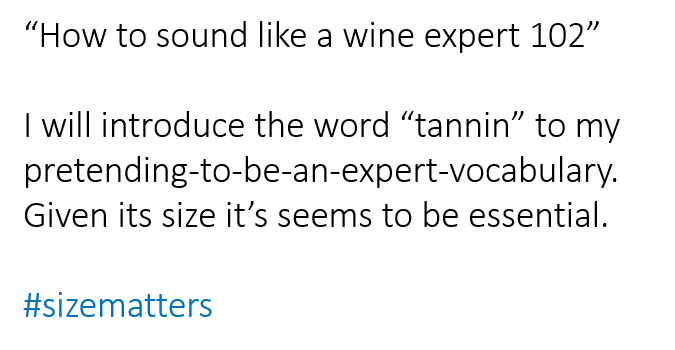 “How to sound like a wine expert 102”
I will introduce the word “tannin” to my
pretending-to-be-an-expert-vocabulary.
Given its size it’s seems to be essential.
#sizematters